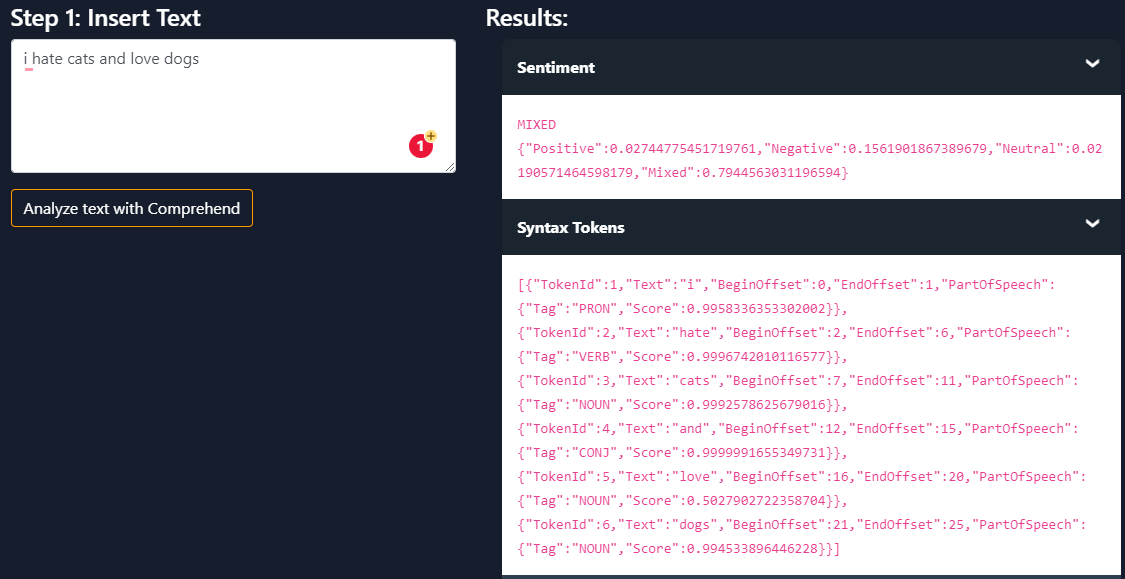 Step 1: Insert Text
i hate cats and love dogs
1
+
Analyze text with Comprehend
Results:
Sentiment
MIXED
{"Positive":0.02744775451719761,"Negative":0.1561901867389679,"Neutral":0.02
190571464598179,"Mixed":0.7944563031196594}
Syntax Tokens
[{"TokenId":1,"Text":"i","BeginOffset":0,"EndOffset":1,"PartOfSpeech":
{"Tag":"PRON","Score":0.9958336353302002}},
{"TokenId":2,"Text":"hate","BeginOffset":2,"EndOffset":6,"PartOfSpeech":
{"Tag":"VERB","Score":0.9996742010116577}},
{"TokenId":3,"Text":"cats","BeginOffset":7,"EndOffset":11,"PartOfSpeech":
{"Tag":"NOUN","Score":0.9992578625679016}},
{"TokenId":4,"Text":"and","BeginOffset":12,"EndOffset":15,"PartOfSpeech":
{"Tag":"CONJ","Score":0.9999991655349731}},
{"TokenId":5,"Text":"love","BeginOffset":16,"EndOffset":20,"PartOfSpeech":
{"Tag":"NOUN","Score":0.5027902722358704}},
{"TokenId":6,"Text":"dogs","BeginOffset":21,"EndOffset":25,"PartOfSpeech":
{"Tag":"NOUN","Score":0.994533896446228}}]